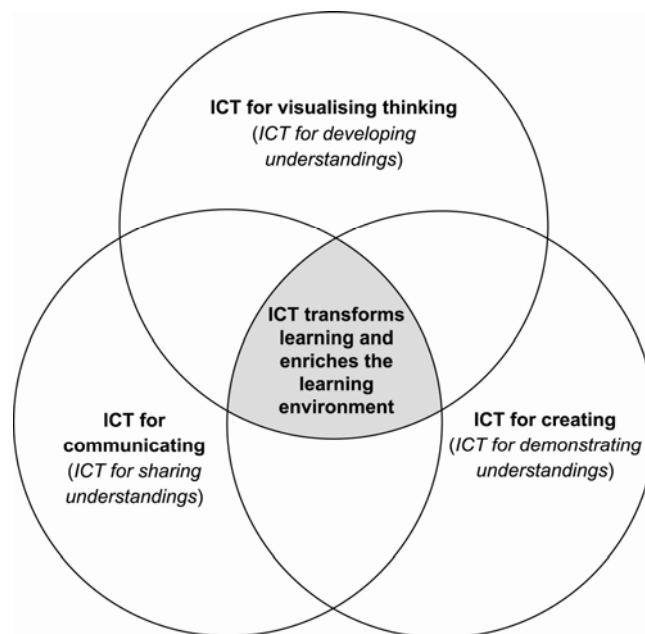 ICT for visualising thinking
(ICT for developing
understandings)
ICT transforms
learning and
enriches the
learning
environment
ICT for
communicating
(ICT for sharing
understandings)
ICT for creating
(ICT for demonstrating
understandings)